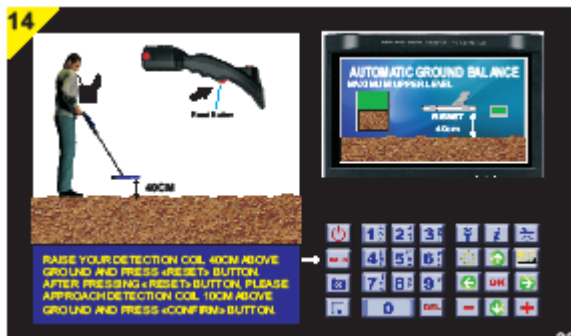 14
Reset Button
40CM
RAISE YOUR DETECTION COIL 40CM ABOVE
GROUND AND PRESS <RESET> BUTTON.
AFTER PRESSING <RESET> BUTTON, PLEASE
APPROACH DETECTION COIL 10CM ABOVE
GROUND AND PRESS <CONFIRM> BUTTON.
AUTOMATIC GROUND BALANCE
MAXIMUM UPPER LEVEL
RESET
40cm
1 2 3
4 5 6
OK
7 8 9
0 DEL